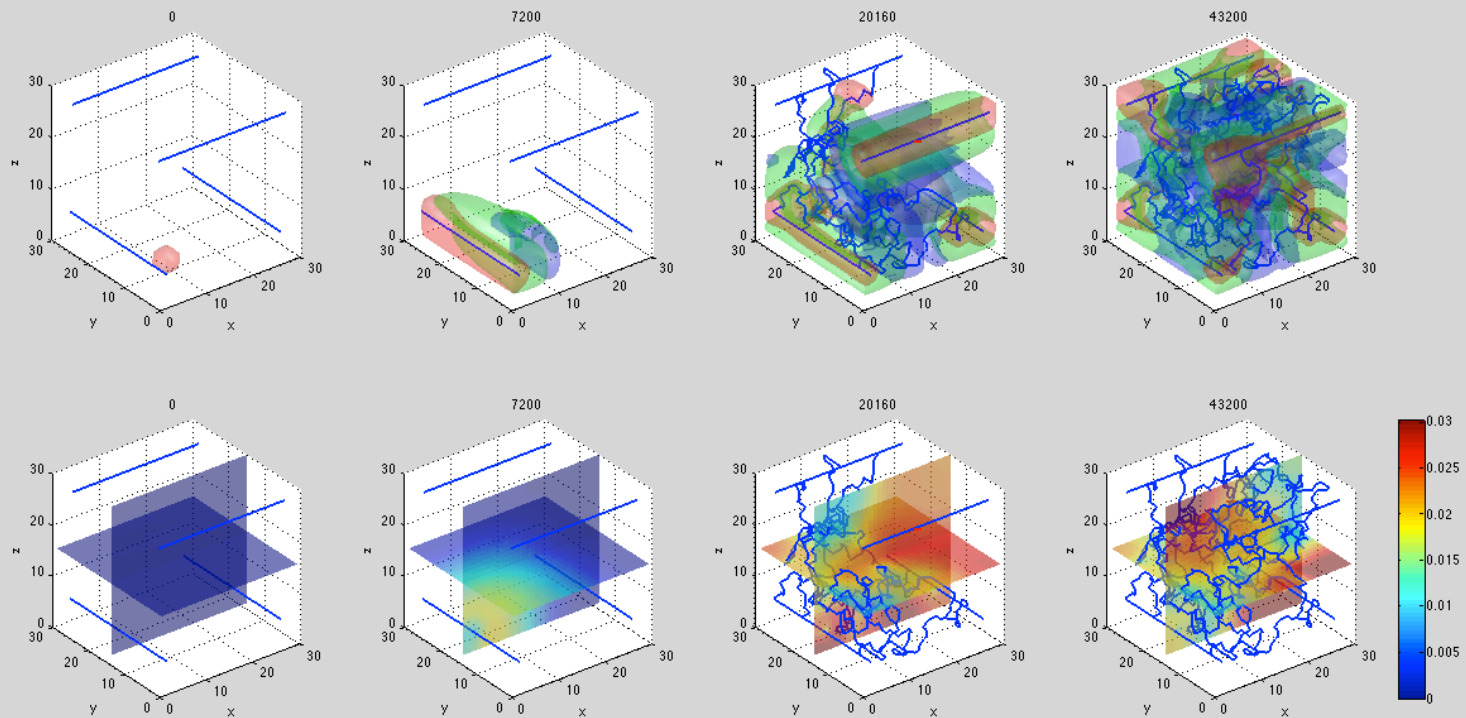 0 7200 20160 43200
30 30 30 30
20 20 20 20
z z z z
10 10 10 10
0 0 0 0
30 30 30 30 30 30 30 30
20 20 20 20 20 20 20 20
10 10 10 10 10 10 10 10
y 0 0 x y 0 0 x y 0 0 x y 0 0 x
0 7200 20160 43200
0.03
30 30 30 30
0.025
20 20 20 20
0.02
z z z z
10 10 10 10
0.015
0 0 0 0
0.01
30 30 30 30 30 30 30 30
0.005
20 20 20 20 20 20 20 20
10 10 10 10 10 10 10 10
0
y 0 0 x y 0 0 x y 0 0 x y 0 0 x